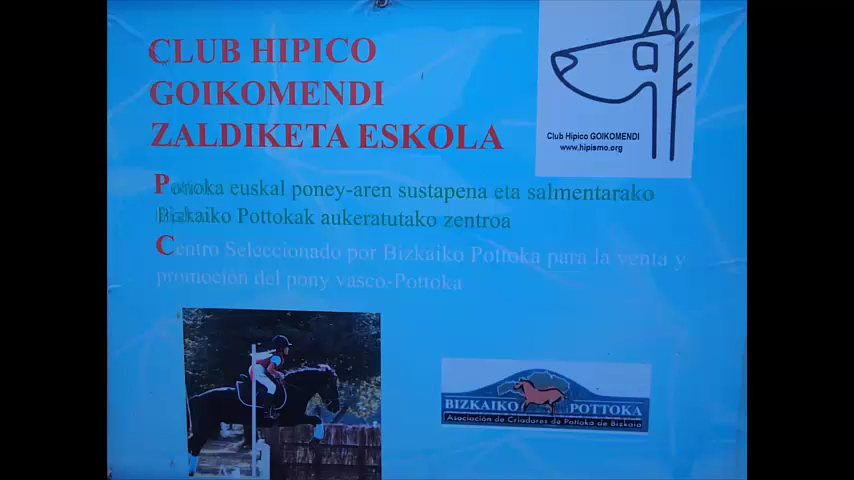 CLUB HIPICO
GOIKOMENDI
ZALDIKETA ESKOLA
Club Hipico GOIKOMENDI
www.hipismo.org
Pottoka euskal poney-aren sustapena eta salmentarako
Bizkaiko Pottokak aukeratutako zentroa
Centro Seleccionado por Bizkaiko Pottoka para la venta y
promocion del pony vasco-Pottoka
BIZKAIKO POTTOKA
Asociación de Criadores de Pottoka de Bizkaia